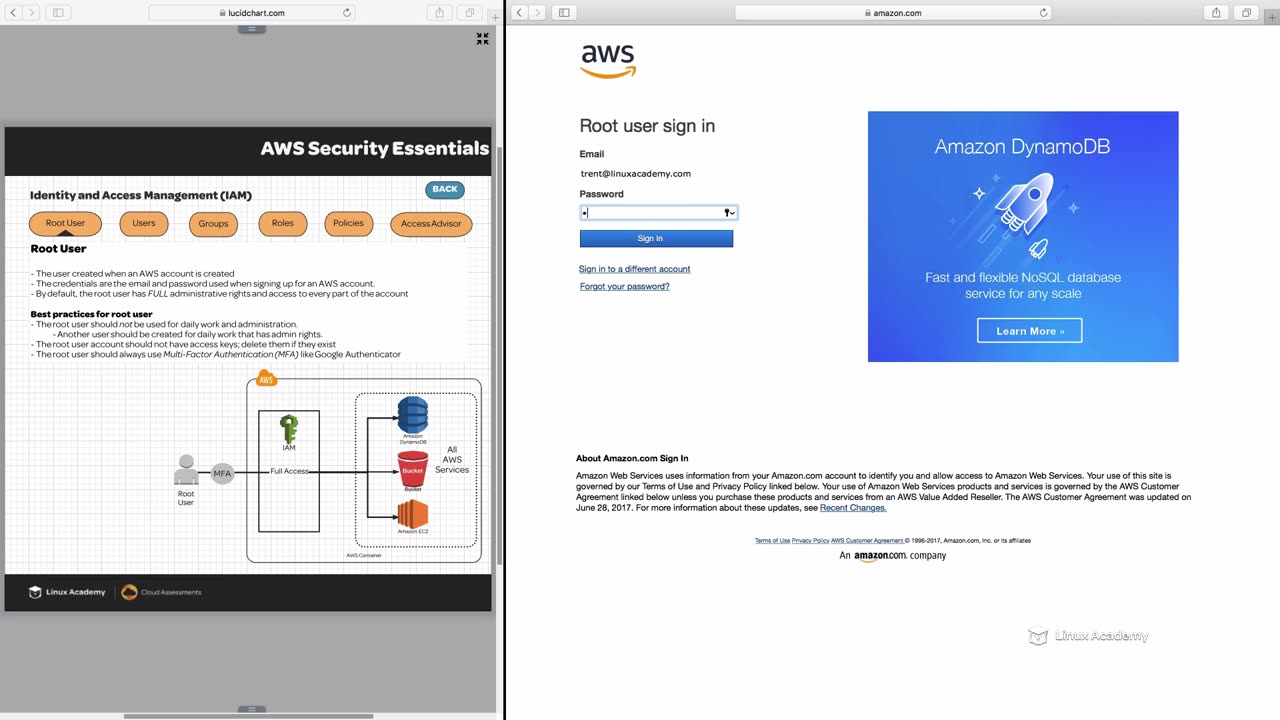 lucidchart.com
AWS Security Essentials
Identity and Access Management (IAM)
BACK
Root User
Users
Groups
Roles
Policies
Access Advisor
Root User
- The user created when an AWS account is created
- The credentials are the email and password used when signing up for an AWS account.
- By default, the root user has FULL administrative rights and access to every part of the account
Best practices for root user
- The root user should not be used for daily work and administration.
- Another user should be created for daily work that has admin rights.
- The root user account should not have access keys; delete them if they exist
- The root user should always use Multi-Factor Authentication (MFA) like Google Authenticator
AWS
IAM
Amazon
DynamoDB
All
AWS
Services
MFA
Full Access
Bucket
Bucket
Root
User
Amazon EC2
AWS Container
Linux Academy
Cloud Assessments
amazon.com
aws
Root user sign in
Email
trent@linuxacademy.com
Password
Sign In
Sign in to a different account
Forgot your password?
Amazon DynamoDB
Fast and flexible NoSQL database
service for any scale
Learn More »
About Amazon.com Sign In
Amazon Web Services uses information from your Amazon.com account to identify you and allow access to Amazon Web Services. Your use of this site is
governed by our Terms of Use and Privacy Policy linked below. Your use of Amazon Web Services products and services is governed by the AWS Customer
Agreement linked below unless you purchase these products and services from an AWS Value Added Reseller. The AWS Customer Agreement was updated on
June 28, 2017. For more information about these updates, see Recent Changes.
Terms of Use Privacy Policy AWS Customer Agreement © 1996-2017, Amazon.com, Inc. or its affiliates
An amazon.com company
Linux Academy